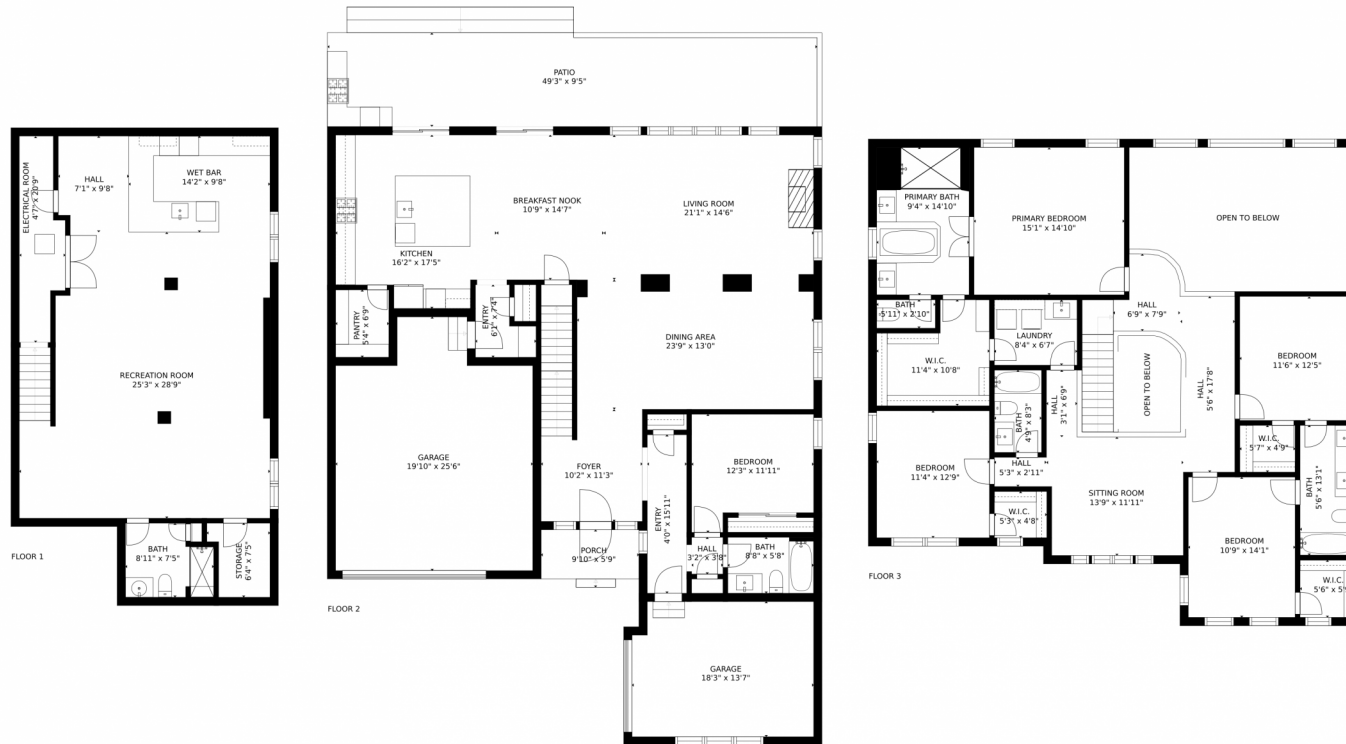 HALL
7'1" x 9'8"
WET BAR
14'2" x 9'8"
ELECTRICAL ROOM
4'7" x 20'9"
RECREATION ROOM
25'3" x 28'9"
BATH
8'11" x 7'5"
STORAGE
6'4" x 7'5"
FLOOR 1
PATIO
49'3" x 9'5"
BREAKFAST NOOK
10'9" x 14'7"
LIVING ROOM
21'1" x 14'6"
KITCHEN
16'2" x 17'5"
PANTRY
5'4" x 6'9"
ENTRY
6'1" x 7'4"
DINING AREA
23'9" x 13'0"
GARAGE
19'10" x 25'6"
FOYER
10'2" x 11'3"
ENTRY
4'0" x 15'11"
BEDROOM
12'3" x 11'11"
PORCH
9'10" x 5'9"
HALL
3'2" x 3'8"
BATH
8'8" x 5'8"
GARAGE
18'3" x 13'7"
FLOOR 2
PRIMARY BATH
9'4" x 14'10"
PRIMARY BEDROOM
15'1" x 14'10"
OPEN TO BELOW
BATH
5'11" x 2'10"
HALL
6'9" x 7'9"
LAUNDRY
8'4" x 6'7"
W.I.C.
11'4" x 10'8"
BEDROOM
11'6" x 12'5"
OPEN TO BELOW
HALL
5'6" x 17'8"
HALL
3'1" x 6'9"
BATH
4'9" x 8'3"
BEDROOM
11'4" x 12'9"
HALL
5'3" x 2'11"
W.I.C.
5'7" x 4'9"
BATH
5'6" x 13'1"
SITTING ROOM
13'9" x 11'11"
W.I.C.
5'3" x 4'8"
BEDROOM
10'9" x 14'1"
W.I.C.
5'6" x
FLOOR 3